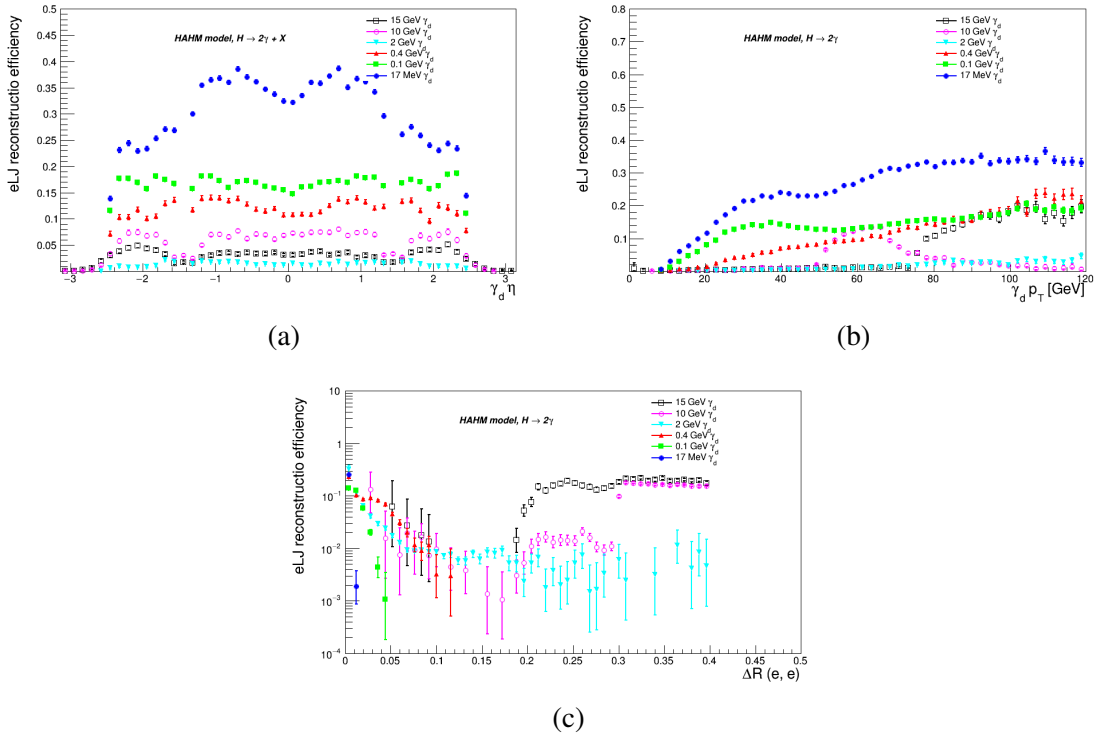 eLJ reconstructio efficiency
0.5
0.45
0.4
0.35
0.3
0.25
0.2
0.15
0.1
0.05
HAHM model, H → 2γ + X
15 GeV γd
10 GeV γd
2 GeV γd
0.4 GeV γd
0.1 GeV γd
17 MeV γd
−3 −2 −1 0 1 2 3
γd η
(a)
eLJ reconstructio efficiency
0.8
0.7
0.6
0.5
0.4
0.3
0.2
0.1
0
HAHM model, H → 2γ
15 GeV γd
10 GeV γd
2 GeV γd
0.4 GeV γd
0.1 GeV γd
17 MeV γd
0 20 40 60 80 100 120
γd pT [GeV]
(b)
eLJ reconstructio efficiency
10
1
10−1
10−2
10−3
10−4
HAHM model, H → 2γ
15 GeV γd
10 GeV γd
2 GeV γd
0.4 GeV γd
0.1 GeV γd
17 MeV γd
0 0.05 0.1 0.15 0.2 0.25 0.3 0.35 0.4 0.45 0.5
ΔR (e, e)
(c)